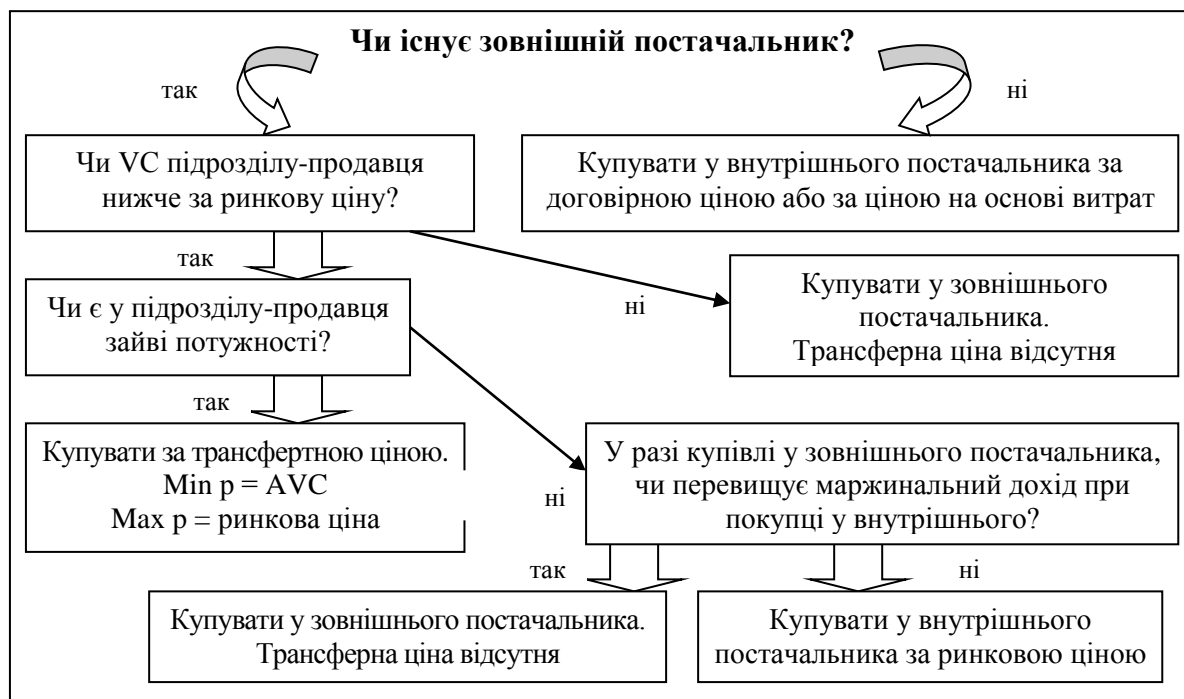 Чи існує зовнішній постачальник?
так
ні
Чи VC підрозділу-продавця
нижче за ринкову ціну?
Купувати у внутрішнього постачальника за
договірною ціною або за ціною на основі витрат
так
Чи є у підрозділу-продавця
зайві потужності?
ні
Купувати у зовнішнього
постачальника.
Трансферна ціна відсутня
так
Купувати за трансфертною ціною.
Min p = AVC
Max p = ринкова ціна
ні
У разі купівлі у зовнішнього постачальника,
чи перевищує маржинальний дохід при
покупці у внутрішнього?
так
ні
Купувати у зовнішнього постачальника.
Трансферна ціна відсутня
Купувати у внутрішнього
постачальника за ринковою ціною